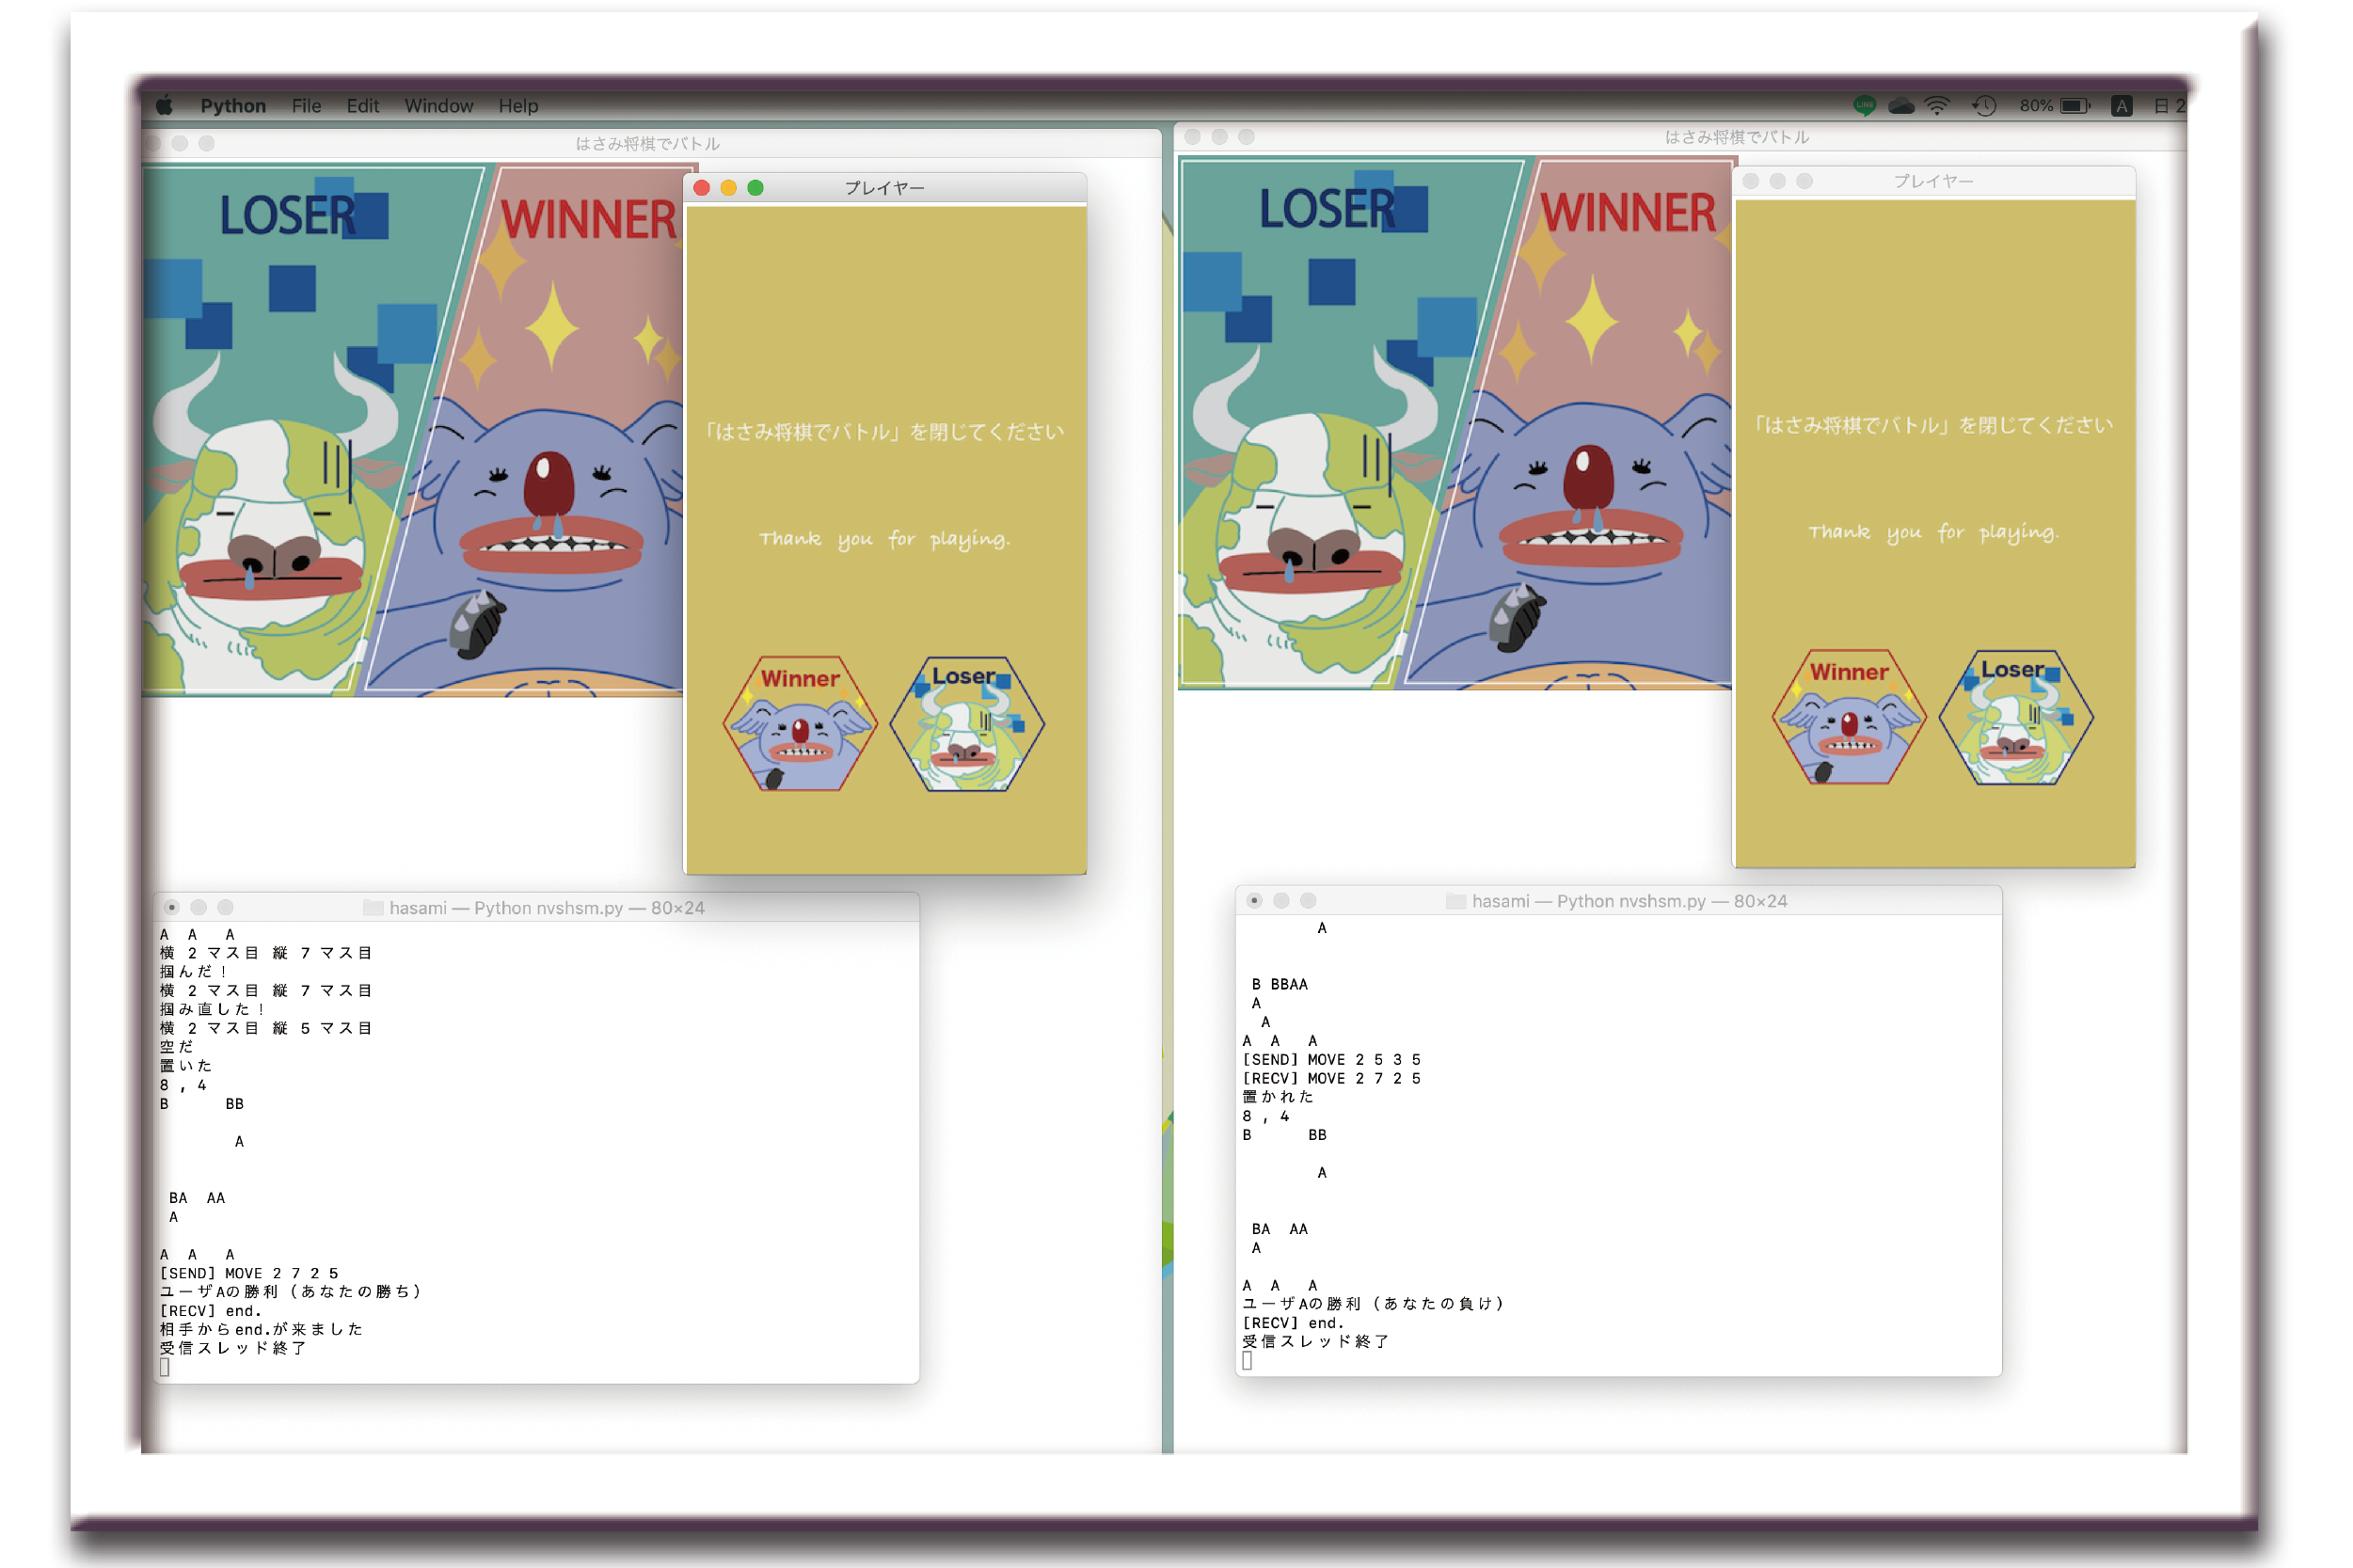 Python File Edit Window Help
LINE 80% A 日 2
はさみ将棋でバトル
LOSER
WINNER
プレイヤー
「はさみ将棋でバトル」を閉じてください
Thank you for playing.
Winner
Loser
hasami — Python nvshsm.py — 80×24
A  A   A
横 2 マス目 縦 7 マス目
掴んだ！
横 2 マス目 縦 7 マス目
掴み直した！
横 2 マス目 縦 5 マス目
空だ
置いた
8 , 4
B      BB
        A
 BA  AA
 A
A  A   A
[SEND] MOVE 2 7 2 5
ユーザAの勝利（あなたの勝ち）
[RECV] end.
相手からend.が来ました
受信スレッド終了
はさみ将棋でバトル
LOSER
WINNER
プレイヤー
「はさみ将棋でバトル」を閉じてください
Thank you for playing.
Winner
Loser
hasami — Python nvshsm.py — 80×24
        A
 B BBAA
 A
  A
A  A   A
[SEND] MOVE 2 5 3 5
[RECV] MOVE 2 7 2 5
置かれた
8 , 4
B      BB
        A
 BA  AA
 A
A  A   A
ユーザAの勝利（あなたの負け）
[RECV] end.
受信スレッド終了